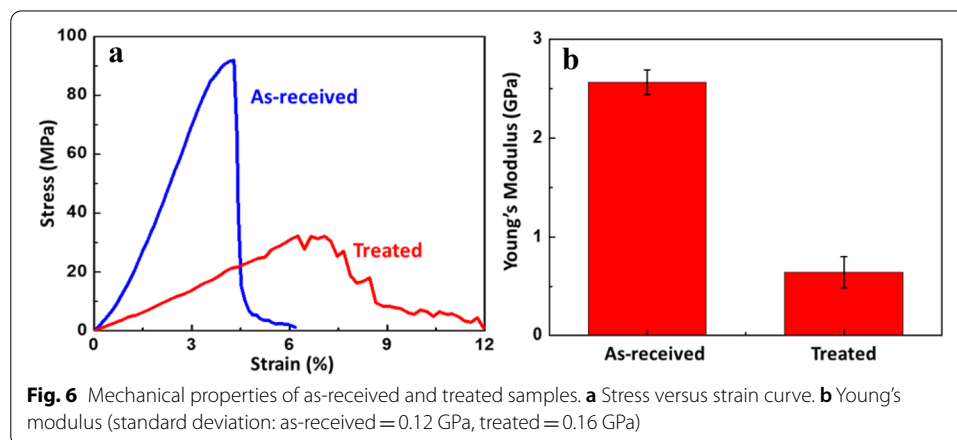 a
100
80
60
40
20
0
Stress (MPa)
As-received
Treated
0 3 6 9 12
Strain (%)
b
3
2
1
0
Young's Modulus (GPa)
As-received Treated
Fig. 6 Mechanical properties of as-received and treated samples. a Stress versus strain curve. b Young's
modulus (standard deviation: as-received = 0.12 GPa, treated = 0.16 GPa)